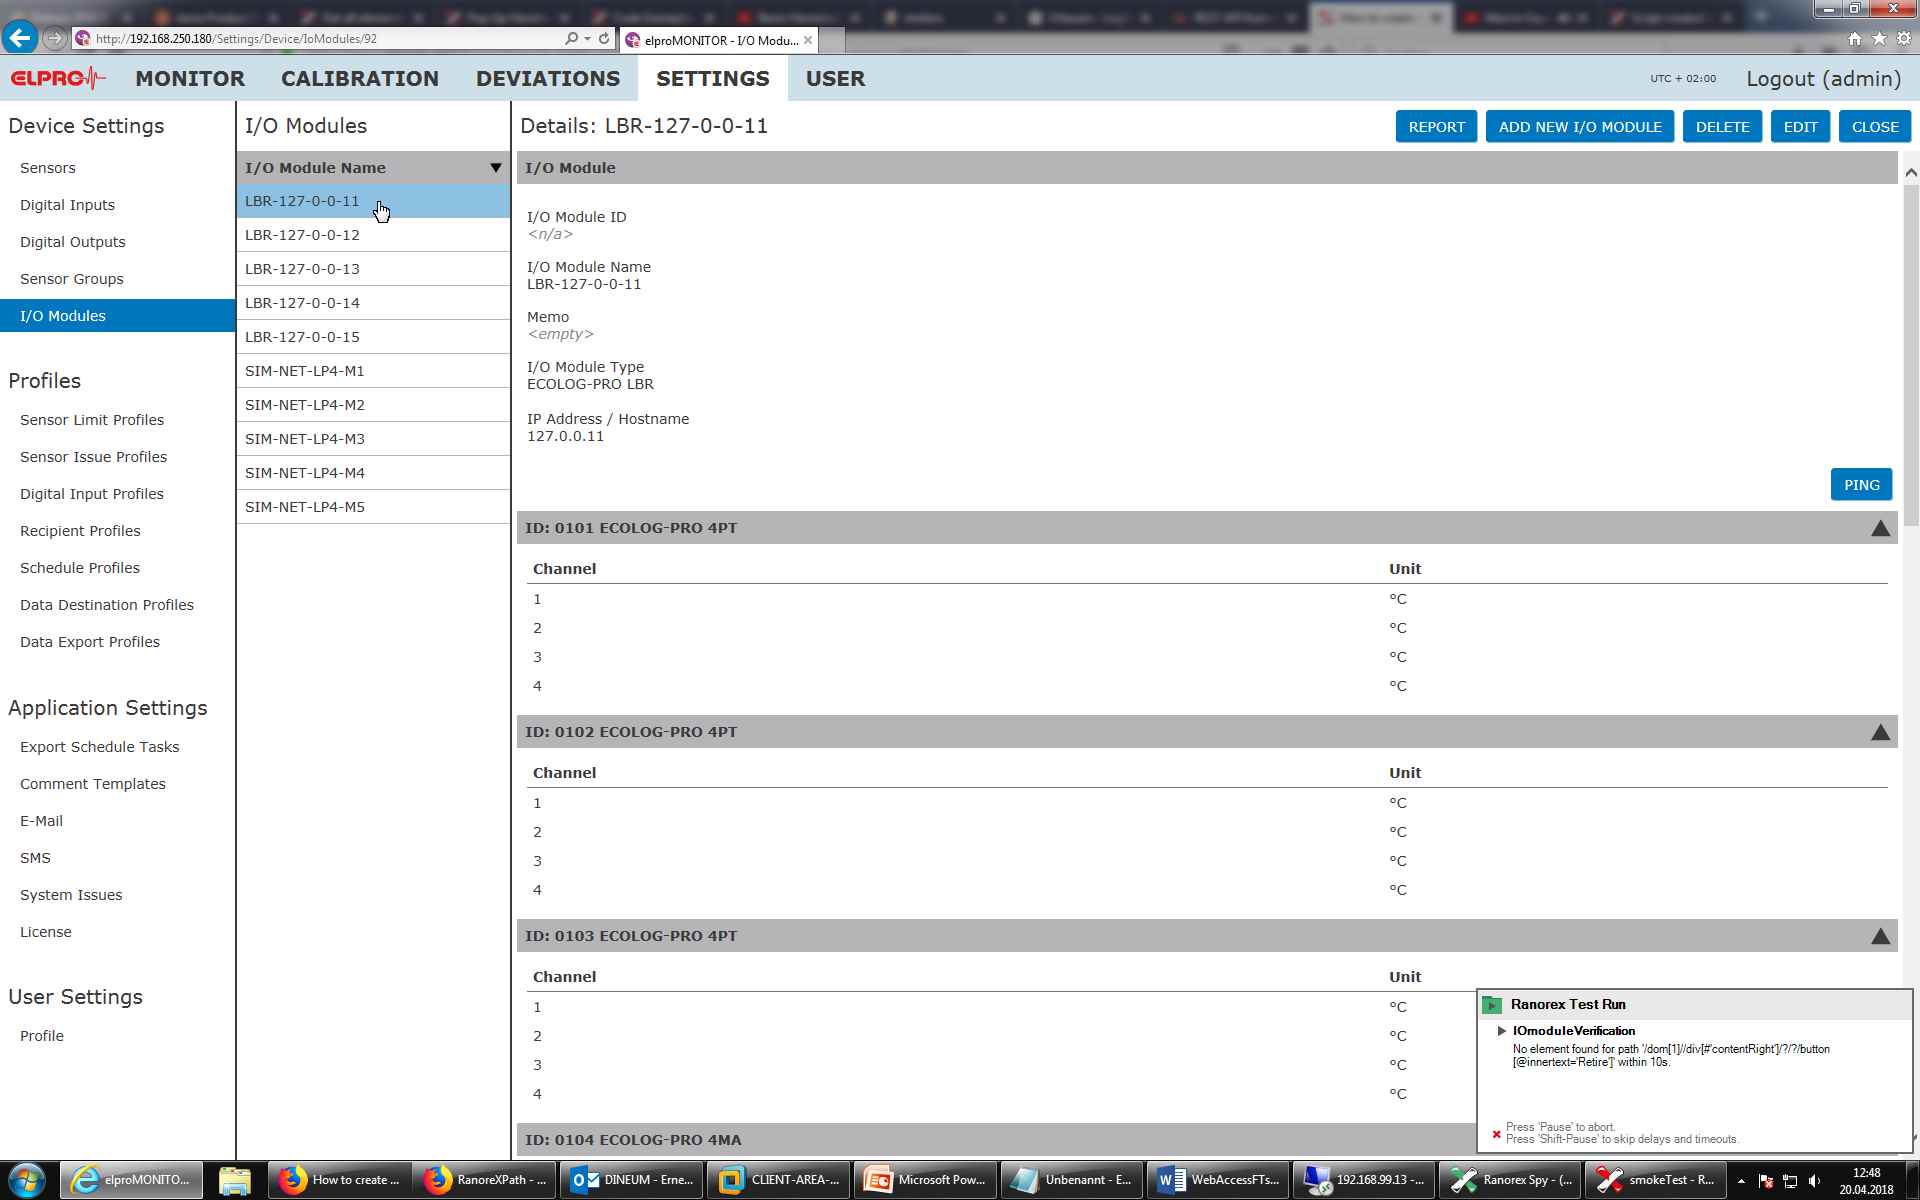 http://192.168.250.180/Settings/Device/IoModules/92
elproMONITOR - I/O Modu...
ELPRO
MONITOR
CALIBRATION
DEVIATIONS
SETTINGS
USER
UTC + 02:00
Logout (admin)
Device Settings
Sensors
Digital Inputs
Digital Outputs
Sensor Groups
I/O Modules
Profiles
Sensor Limit Profiles
Sensor Issue Profiles
Digital Input Profiles
Recipient Profiles
Schedule Profiles
Data Destination Profiles
Data Export Profiles
Application Settings
Export Schedule Tasks
Comment Templates
E-Mail
SMS
System Issues
License
User Settings
Profile
I/O Modules
I/O Module Name
LBR-127-0-0-11
LBR-127-0-0-12
LBR-127-0-0-13
LBR-127-0-0-14
LBR-127-0-0-15
SIM-NET-LP4-M1
SIM-NET-LP4-M2
SIM-NET-LP4-M3
SIM-NET-LP4-M4
SIM-NET-LP4-M5
Details: LBR-127-0-0-11
REPORT
ADD NEW I/O MODULE
DELETE
EDIT
CLOSE
I/O Module
I/O Module ID
<n/a>
I/O Module Name
LBR-127-0-0-11
Memo
<empty>
I/O Module Type
ECOLOG-PRO LBR
IP Address / Hostname
127.0.0.11
PING
ID: 0101 ECOLOG-PRO 4PT
Channel Unit
1 °C
2 °C
3 °C
4 °C
ID: 0102 ECOLOG-PRO 4PT
Channel Unit
1 °C
2 °C
3 °C
4 °C
ID: 0103 ECOLOG-PRO 4PT
Channel Unit
1 °C
2 °C
3 °C
4 °C
ID: 0104 ECOLOG-PRO 4MA
Ranorex Test Run
IOmoduleVerification
No element found for path '/dom[1]//div[#'contentRight']/?/?/button
[@innertext='Retire']' within 10s.
Press 'Pause' to abort.
Press 'Shift-Pause' to skip delays and timeouts.
elproMONITO...
How to create ...
RanoreXPath - ...
DINEUM - Erne...
CLIENT-AREA-...
Microsoft Pow...
Unbenannt - E...
WebAccessFTs...
192.168.99.13 -...
Ranorex Spy - (...
smokeTest - R...
12:48
20.04.2018